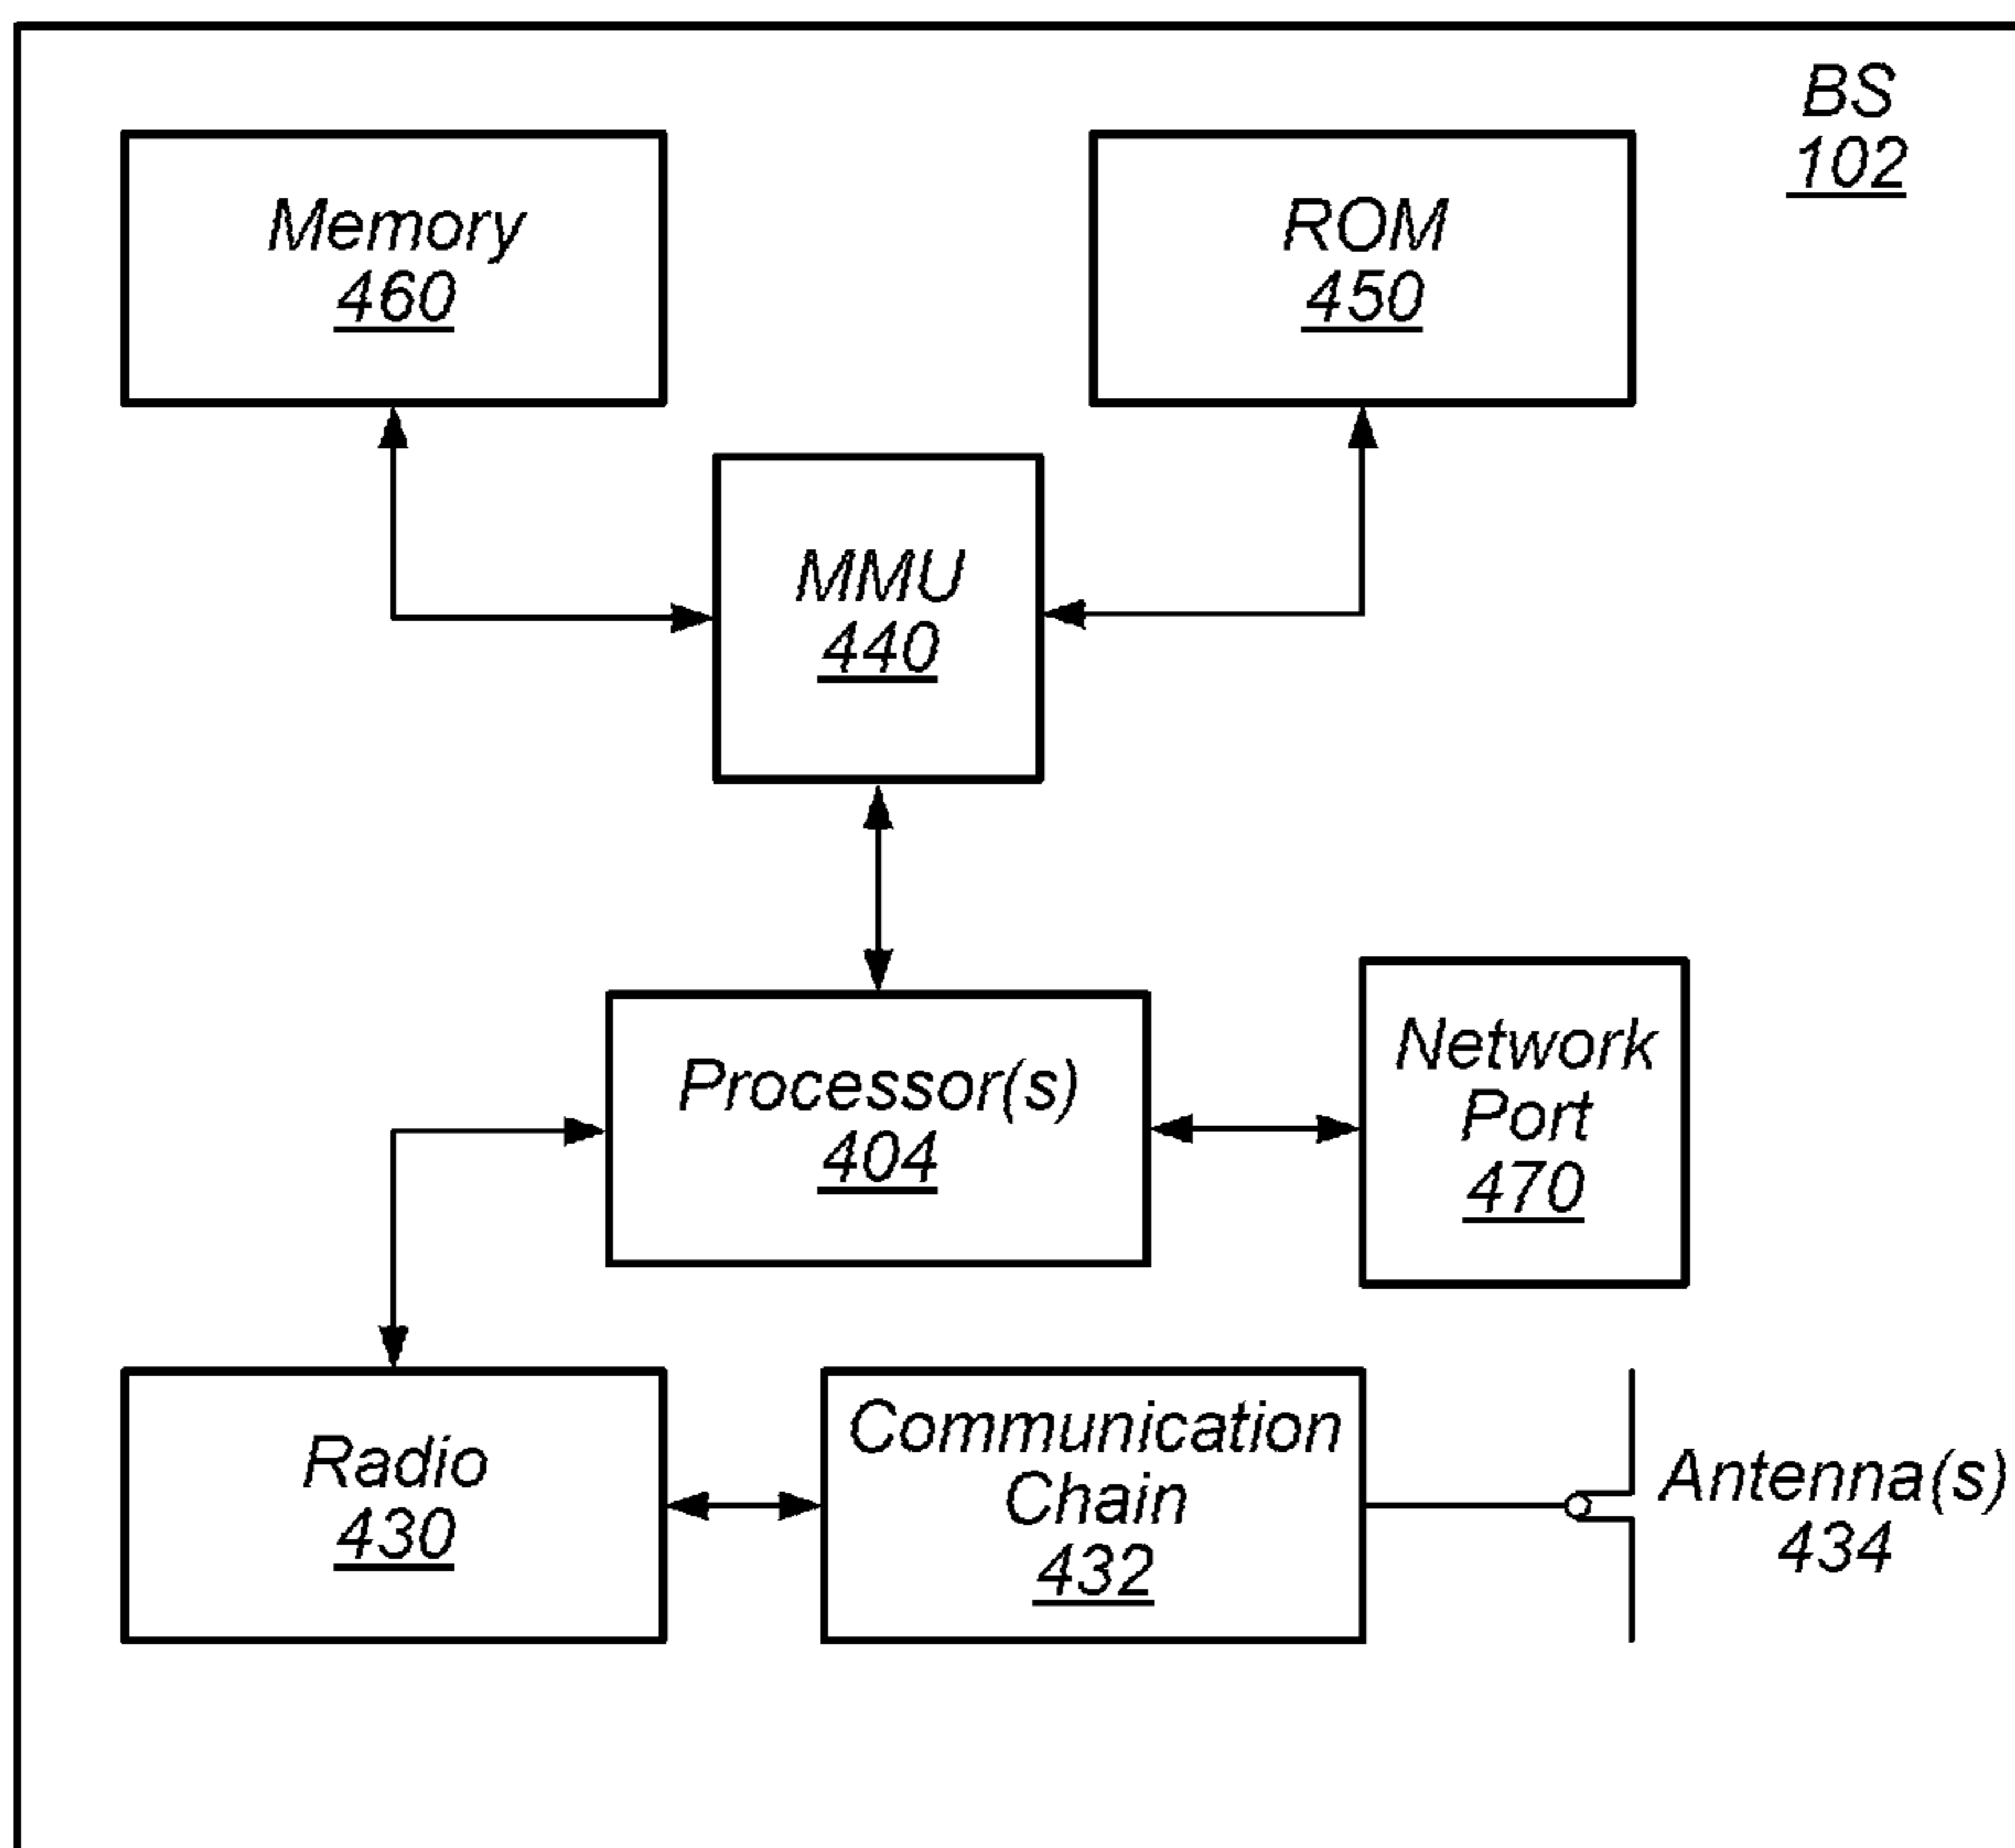 BS
102
Memory
460
ROM
450
MMU
440
Processor(s)
404
Network
Port
470
Radio
430
Communication
Chain
432
Antenna(s)
434